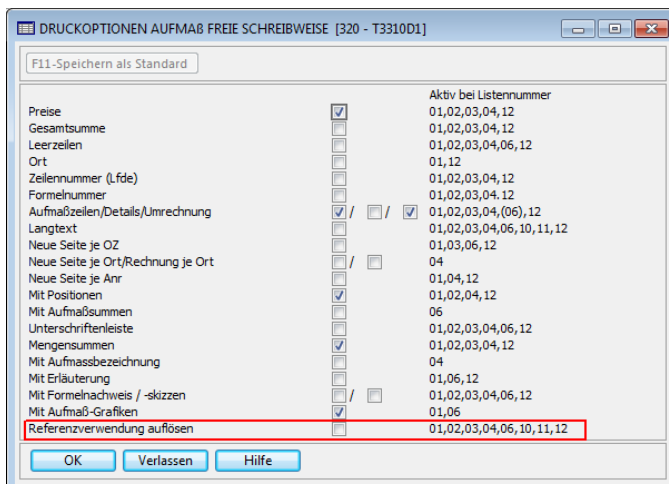 DRUCKOPTIONEN AUFMAß FREIE SCHREIBWEISE [320 - T3310D1]
F11-Speichern als Standard
Aktiv bei Listennummer
Preise 01,02,03,04,12
Gesamtsumme 01,02,03,04,12
Leerzeilen 01,02,03,04,06,12
Ort 01,12
Zeilennummer (Lfde) 01,02,03,04,12
Formelnummer 01,02,03,04.12
Aufmaßzeilen/Details/Umrechnung / / 01,02,03,04,(06),12
Langtext 01,02,03,04,06,10,11,12
Neue Seite je OZ 01,03,06,12
Neue Seite je Ort/Rechnung je Ort / 04
Neue Seite je Anr 01,04,12
Mit Positionen 01,02,04,12
Mit Aufmaßsummen 06
Unterschriftenleiste 01,02,03,04,06,12
Mengensummen 01,02,03,04,12
Mit Aufmassbezeichnung 04
Mit Erläuterung 01,06,12
Mit Formelnachweis / -skizzen / 01,02,03,04,06,12
Mit Aufmaß-Grafiken 01,06
Referenzverwendung auflösen 01,02,03,04,06,10,11,12
OK Verlassen Hilfe